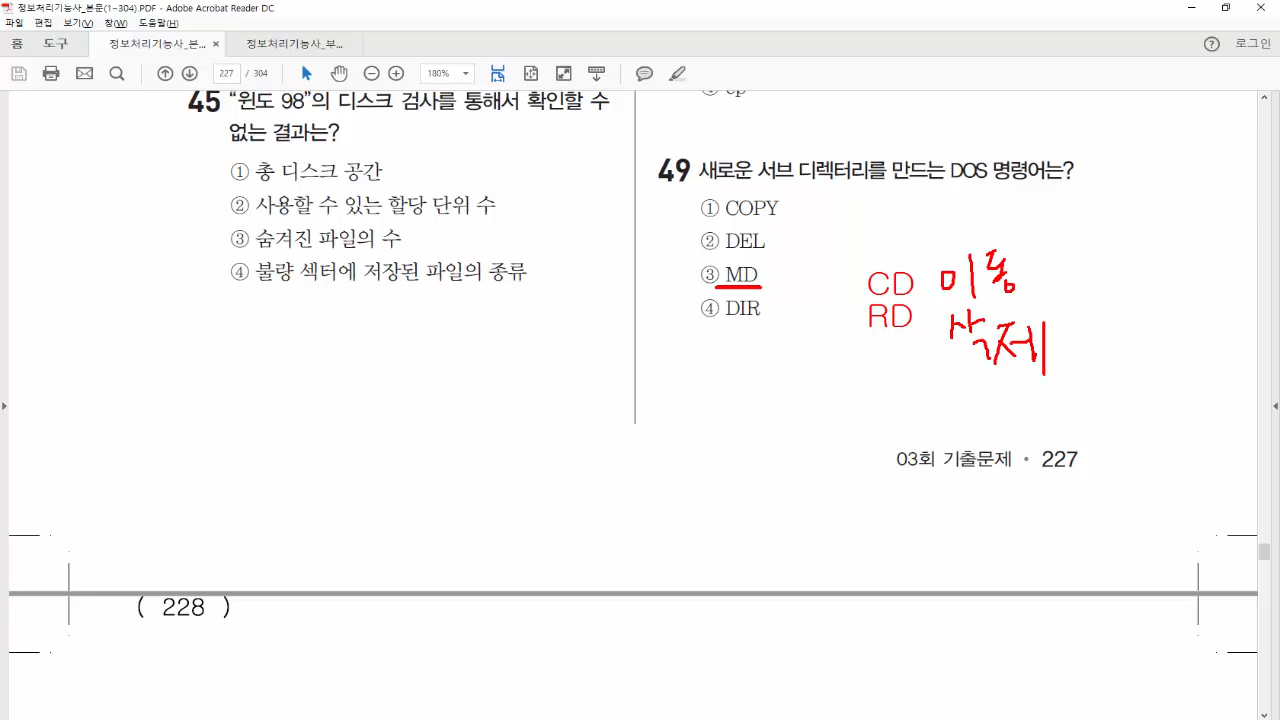 정보처리기능사_본문(1~304).PDF - Adobe Acrobat Reader DC
파일 편집 보기(V) 창(W) 도움말(H)
홈 도구 정보처리기능사_본... × 정보처리기능사_부... 로그인
227 / 304 180%
45 “윈도 98”의 디스크 검사를 통해서 확인할 수
없는 결과는?
① 총 디스크 공간
② 사용할 수 있는 할당 단위 수
③ 숨겨진 파일의 수
④ 불량 섹터에 저장된 파일의 종류
49 새로운 서브 디렉터리를 만드는 DOS 명령어는?
① COPY
② DEL
③ MD
④ DIR
CD 이동
RD 삭제
03회 기출문제 • 227
( 228 )